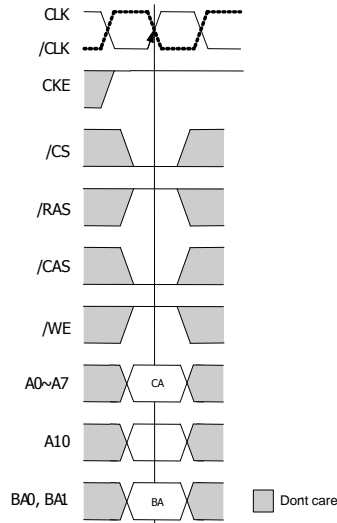 CLK
/CLK
CKE
/CS
/RAS
/CAS
/WE
A0~A7
CA
A10
BA0, BA1
BA
Dont care